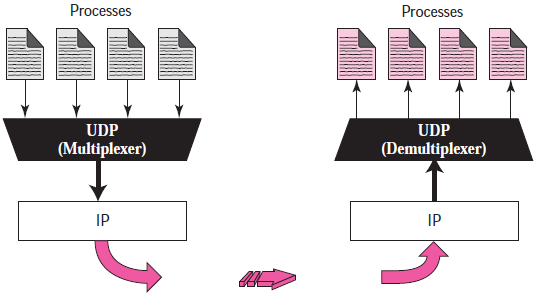 Processes
Processes
UDP
(Multiplexer)
UDP
(Demultiplexer)
IP
IP